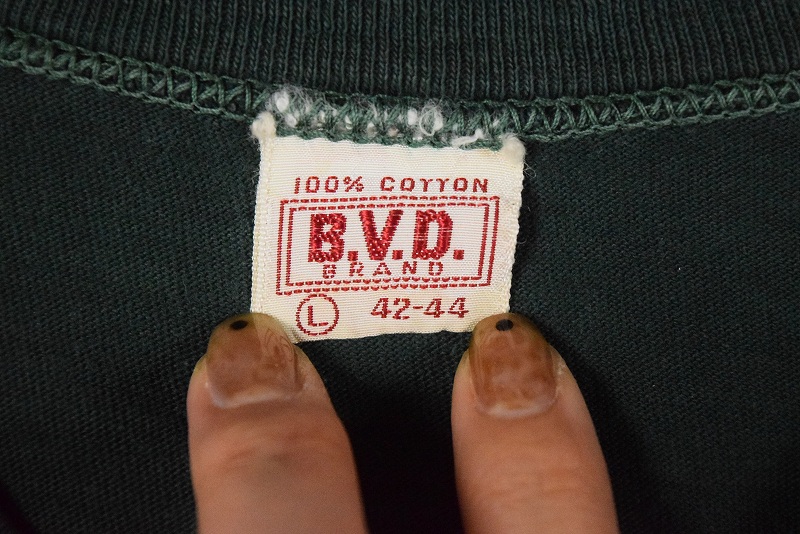 100% COTTON
B.V.D.
BRAND
L 42-44